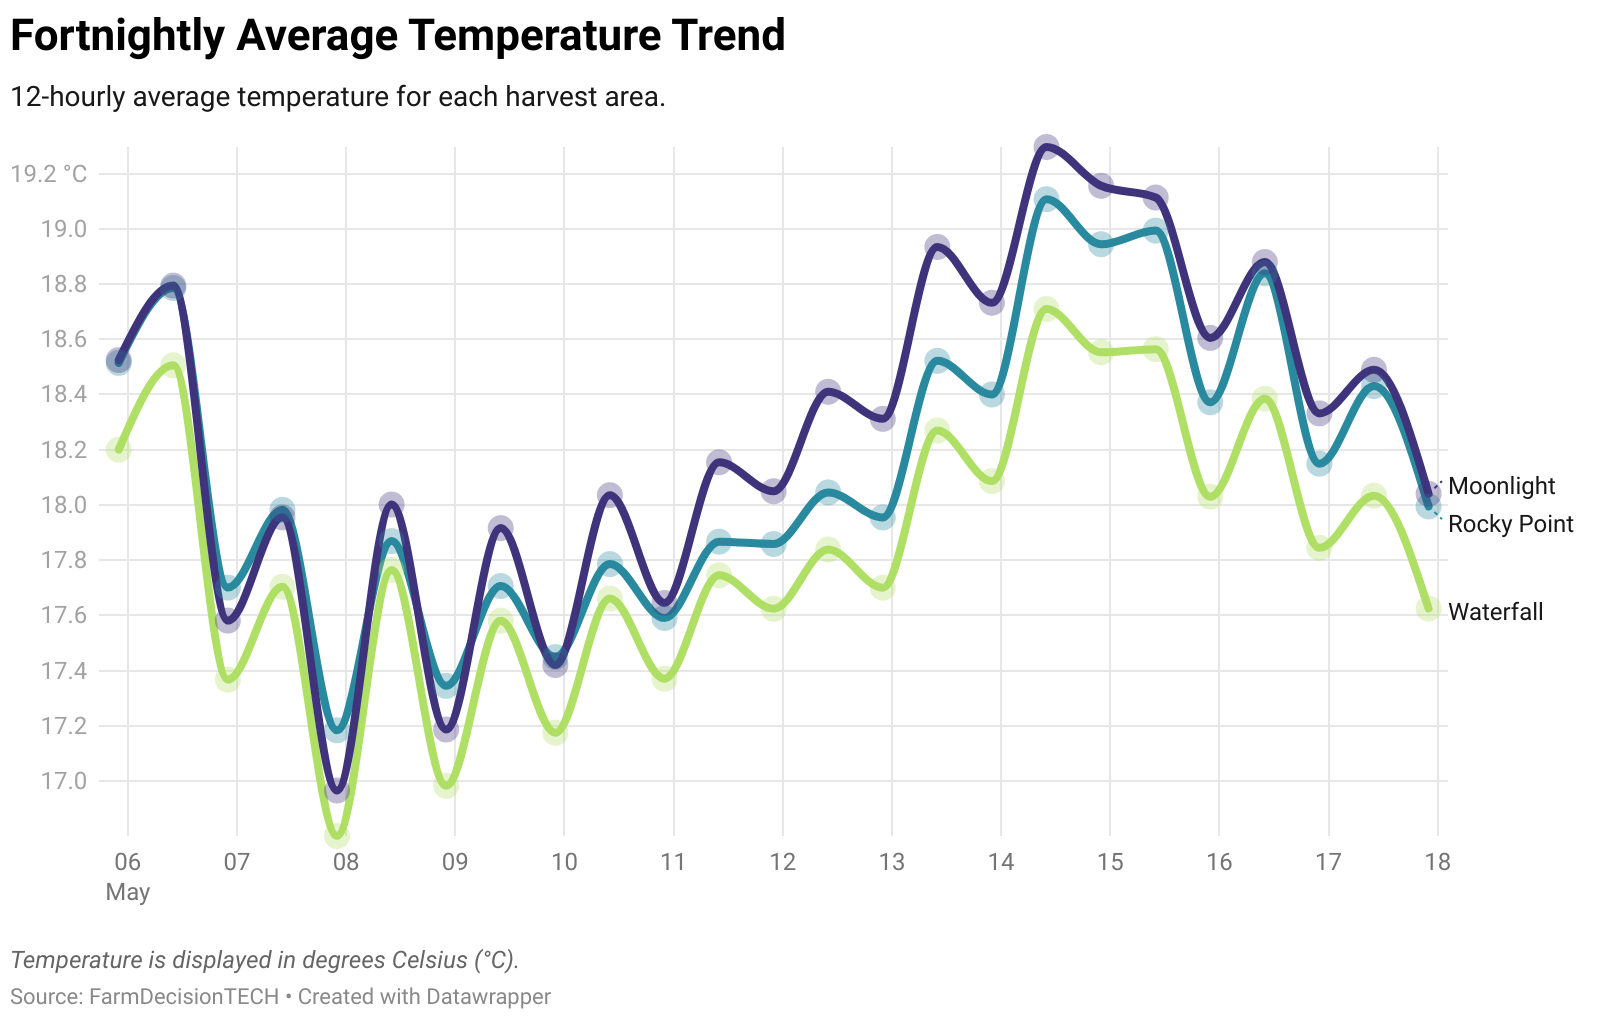 Fortnightly Average Temperature Trend
12-hourly average temperature for each harvest area.
19.2 °C
19.0
18.8
18.6
18.4
18.2
18.0
17.8
17.6
17.4
17.2
17.0
Moonlight
Rocky Point
Waterfall
06 07 08 09 10 11 12 13 14 15 16 17 18
May
Temperature is displayed in degrees Celsius (°C).
Source: FarmDecisionTECH • Created with Datawrapper